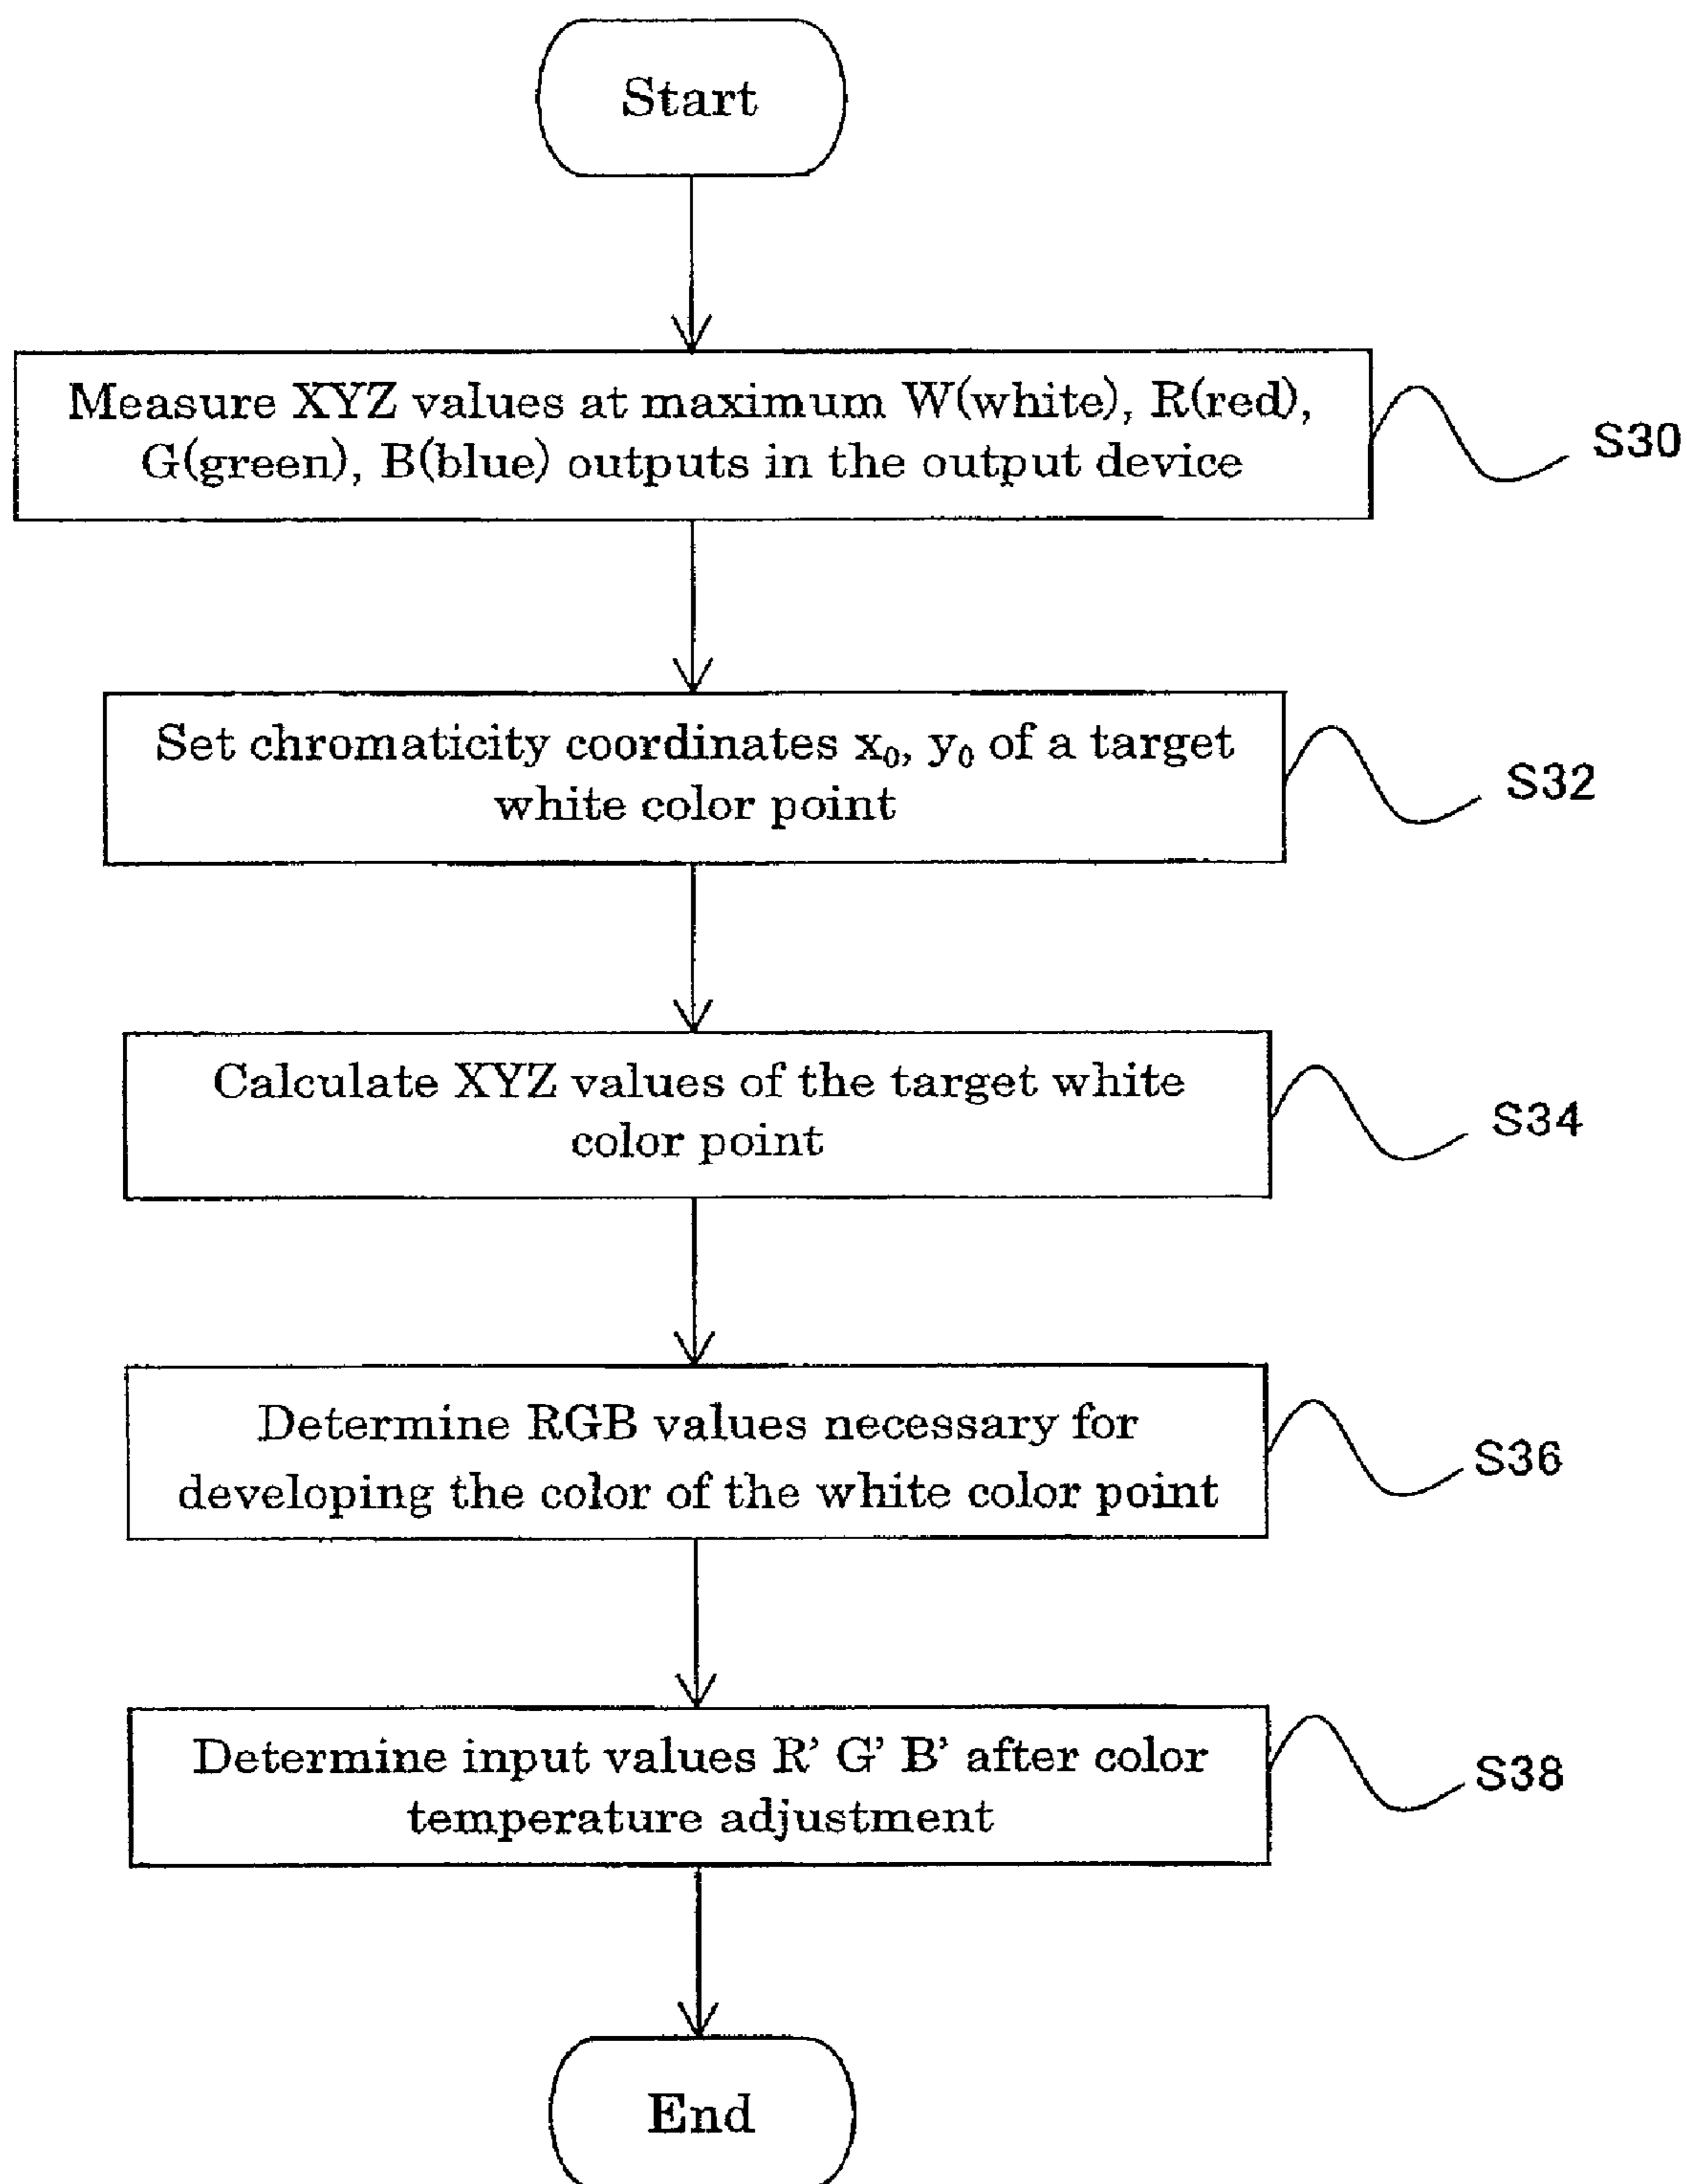 Start
Measure XYZ values at maximum W(white), R(red),
G(green), B(blue) outputs in the output device
S30
Set chromaticity coordinates x₀, y₀ of a target
white color point
S32
Calculate XYZ values of the target white
color point
S34
Determine RGB values necessary for
developing the color of the white color point
S36
Determine input values R' G' B' after color
temperature adjustment
S38
End